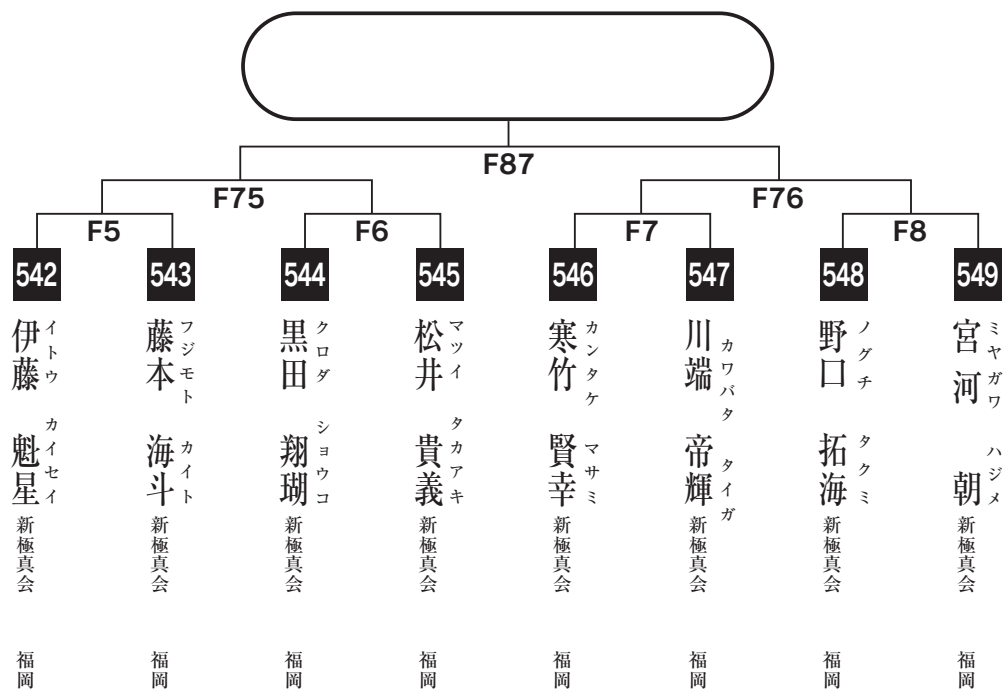 F87
F75
F76
F5
F6
F7
F8
542
伊藤 魁星
イトウ カイセイ
新極真会 福岡
543
藤本 海斗
フジモト カイト
新極真会 福岡
544
黒田 翔瑚
クロダ ショウコ
新極真会 福岡
545
松井 貴義
マツイ タカアキ
新極真会 福岡
546
寒竹 賢幸
カンタケ マサミ
新極真会 福岡
547
川端 帝輝
カワバタ タイガ
新極真会 福岡
548
野口 拓海
ノグチ タクミ
新極真会 福岡
549
宮河 朝
ミヤガワ ハジメ
新極真会 福岡